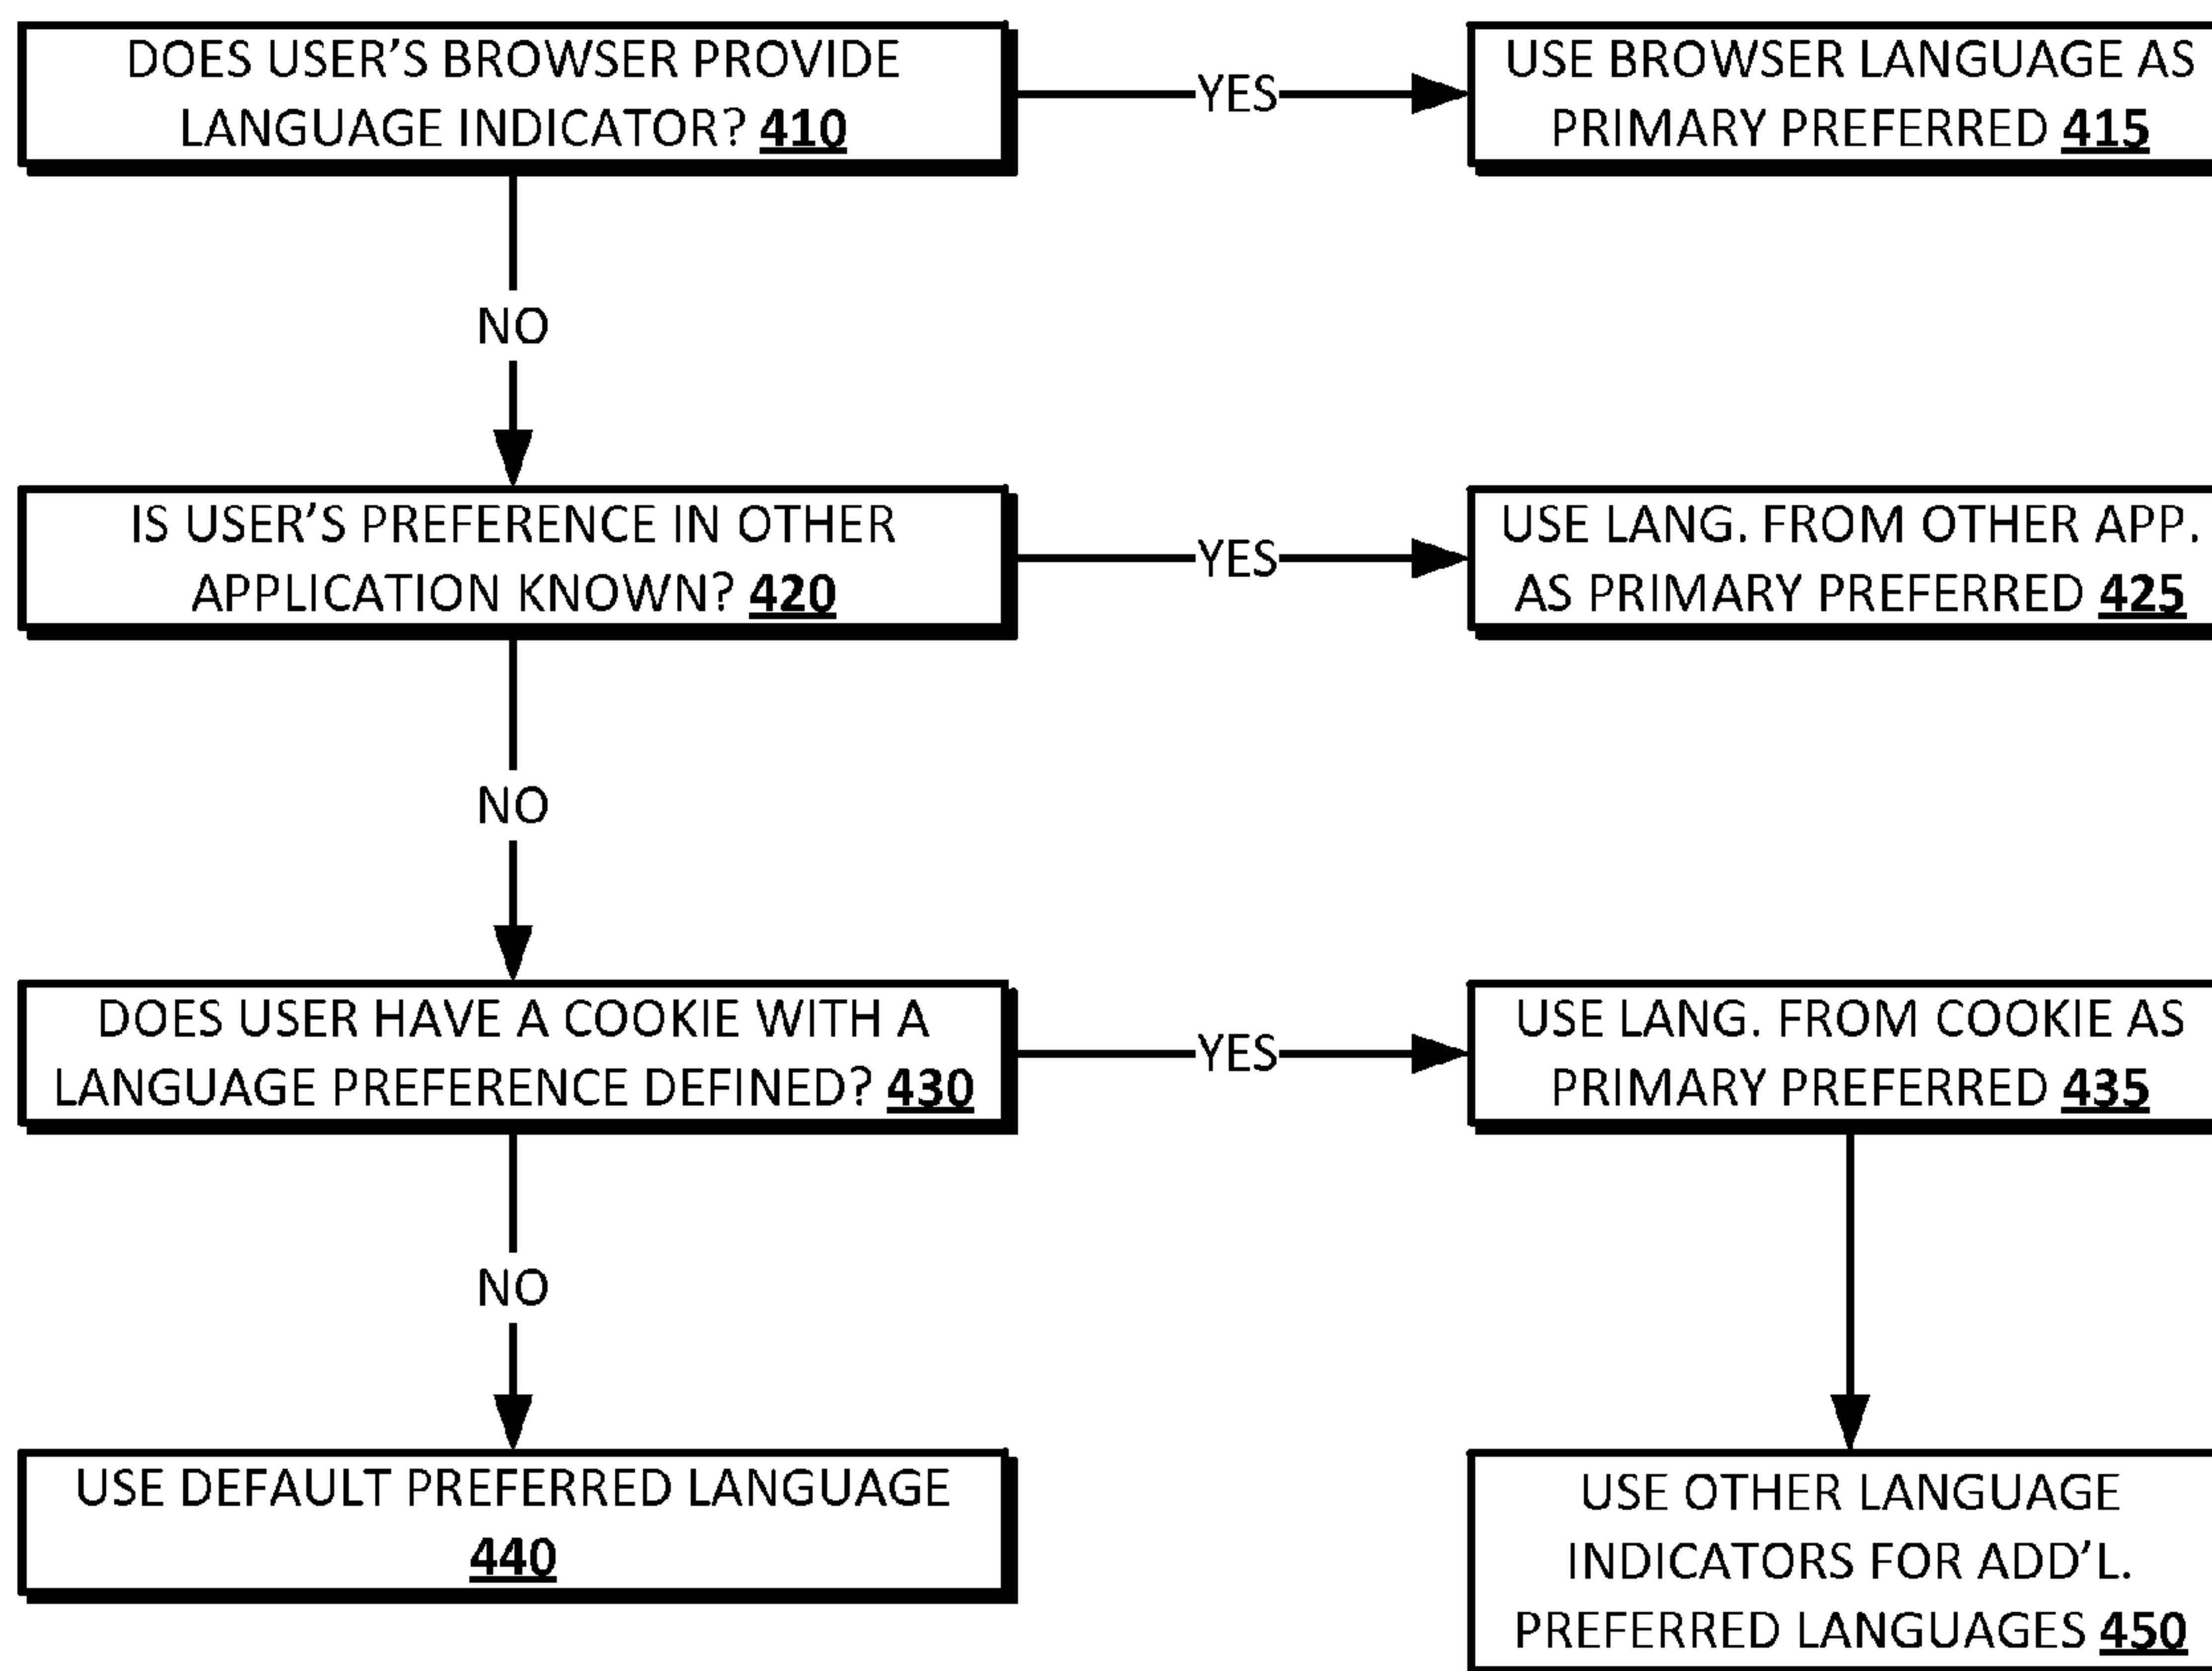 DOES USER’S BROWSER PROVIDE
LANGUAGE INDICATOR? 410
YES
USE BROWSER LANGUAGE AS
PRIMARY PREFERRED 415
NO
IS USER’S PREFERENCE IN OTHER
APPLICATION KNOWN? 420
YES
USE LANG. FROM OTHER APP.
AS PRIMARY PREFERRED 425
NO
DOES USER HAVE A COOKIE WITH A
LANGUAGE PREFERENCE DEFINED? 430
YES
USE LANG. FROM COOKIE AS
PRIMARY PREFERRED 435
NO
USE DEFAULT PREFERRED LANGUAGE
440
USE OTHER LANGUAGE
INDICATORS FOR ADD’L.
PREFERRED LANGUAGES 450